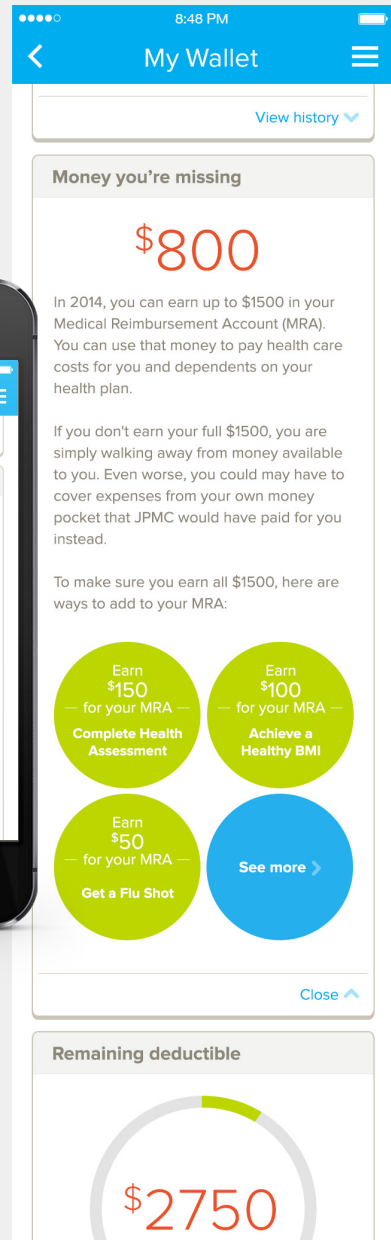 8:48 PM
My Wallet
View history
Money you're missing
$800
In 2014, you can earn up to $1500 in your
Medical Reimbursement Account (MRA).
You can use that money to pay health care
costs for you and dependents on your
health plan.
If you don't earn your full $1500, you are
simply walking away from money available
to you. Even worse, you could may have to
cover expenses from your own money
pocket that JPMC would have paid for you
instead.
To make sure you earn all $1500, here are
ways to add to your MRA:
Earn
$150
for your MRA
Complete Health
Assessment
Earn
$100
for your MRA
Achieve a
Healthy BMI
Earn
$50
for your MRA
Get a Flu Shot
See more
Close
Remaining deductible
$2750